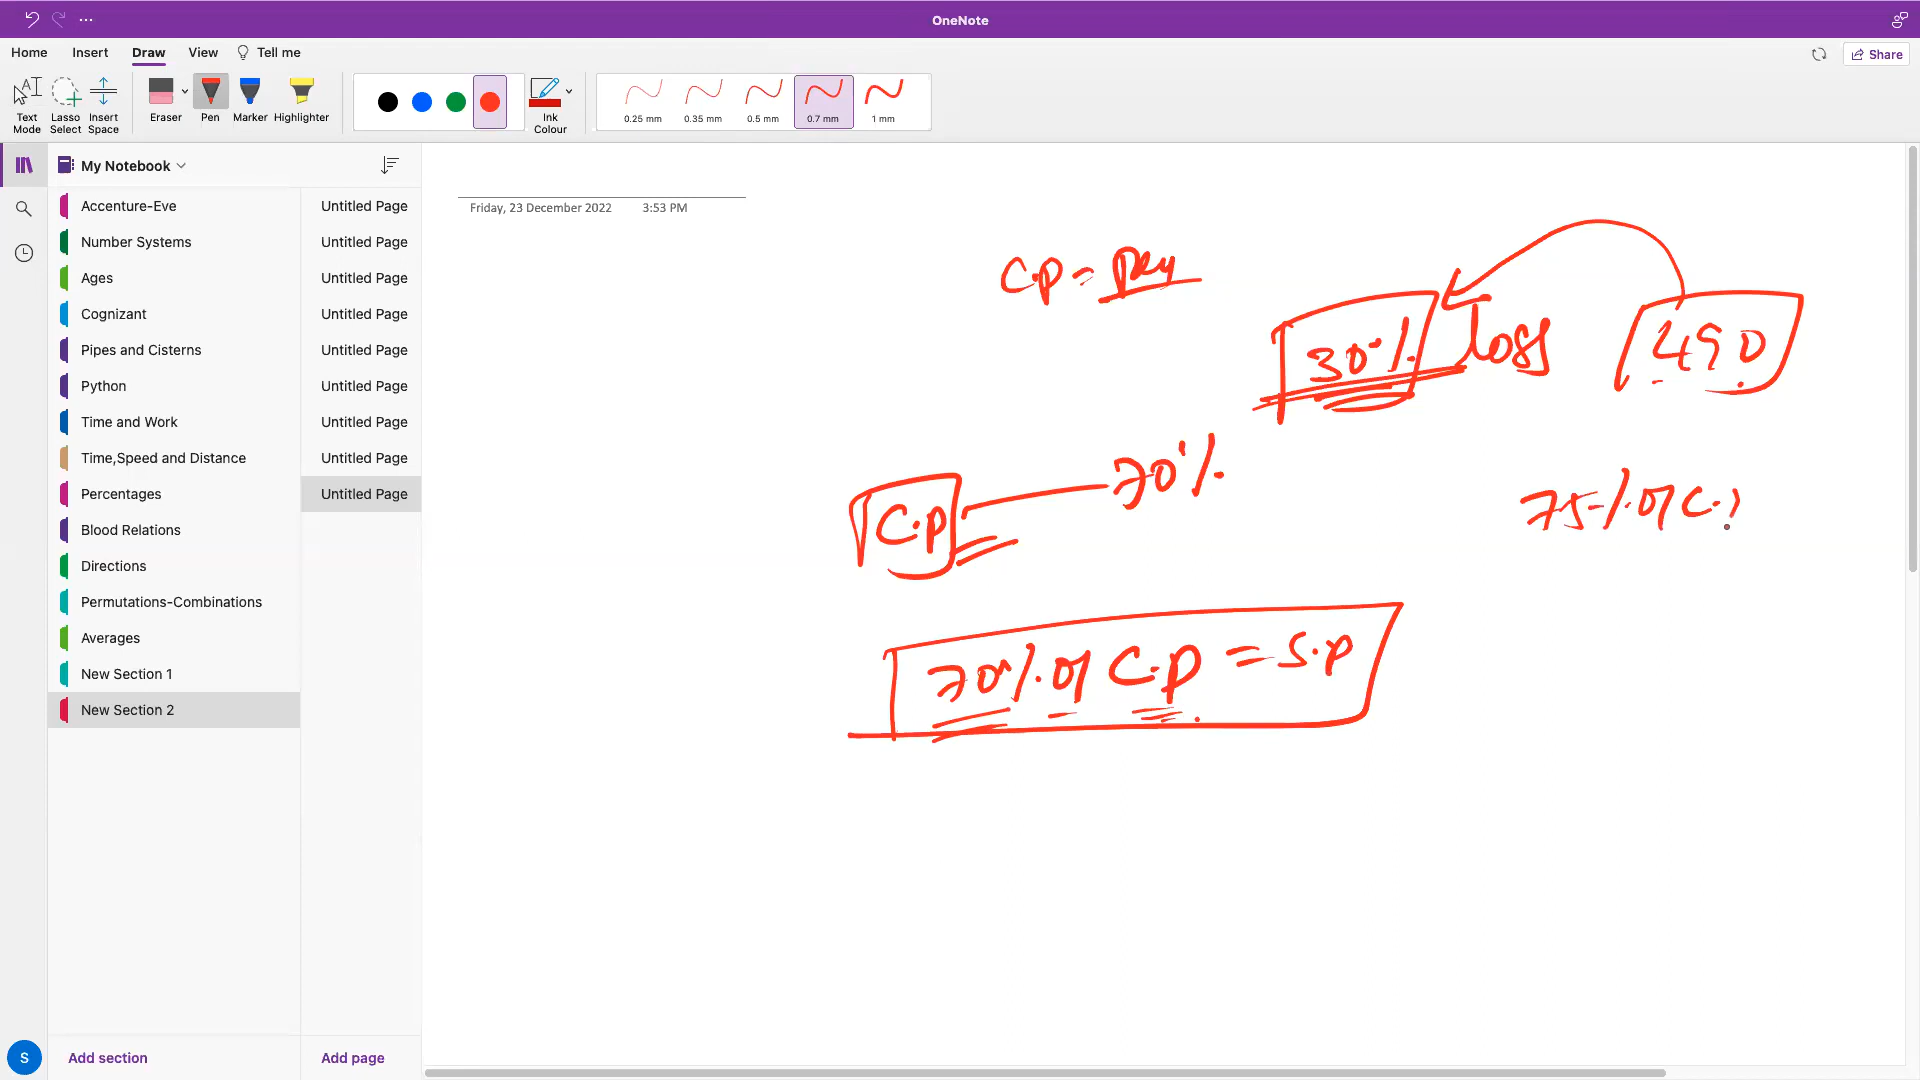 OneNote
Home Insert Draw View Tell me
Share
Text Mode
Lasso Select
Insert Space
Eraser
Pen
Marker
Highlighter
Ink Colour
0.25 mm
0.35 mm
0.5 mm
0.7 mm
1 mm
My Notebook
Accenture-Eve
Number Systems
Ages
Cognizant
Pipes and Cisterns
Python
Time and Work
Time,Speed and Distance
Percentages
Blood Relations
Directions
Permutations-Combinations
Averages
New Section 1
New Section 2
Add section
Untitled Page
Untitled Page
Untitled Page
Untitled Page
Untitled Page
Untitled Page
Untitled Page
Untitled Page
Untitled Page
Add page
S
Friday, 23 December 2022 3:53 PM
C.P =
30% loss 490
C.P 70%
75% of C.
70% of C.P = S.P